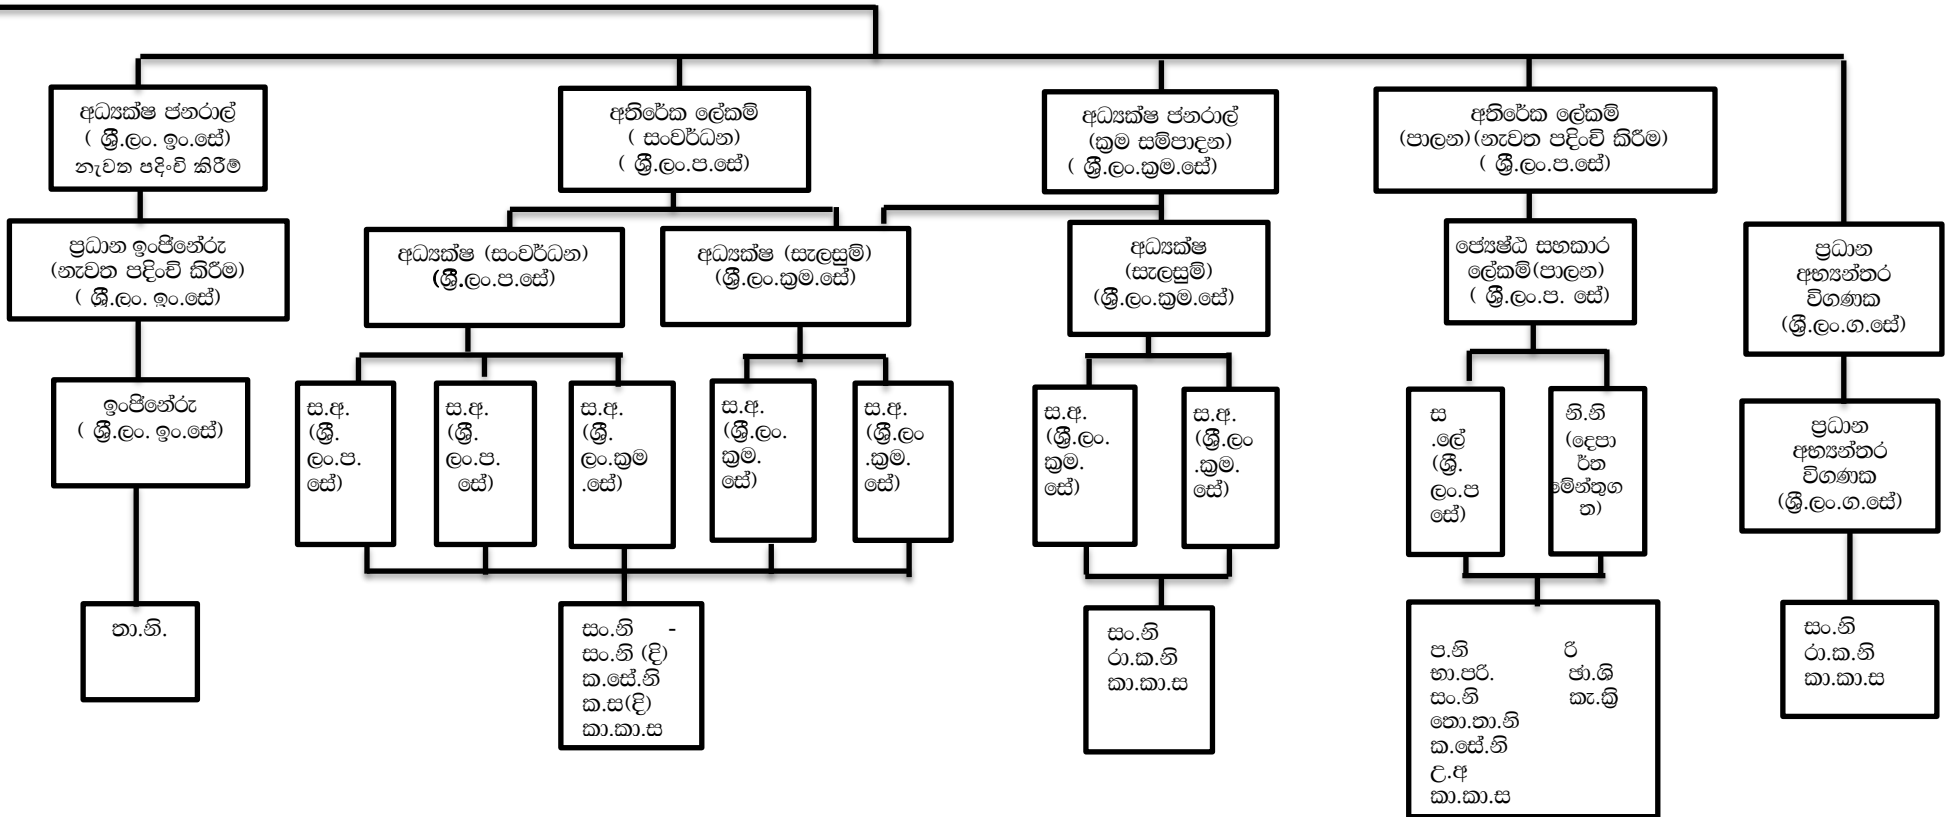 අධ්‍යක්ෂ ජනරාල්
( ශ්‍රී.ලං. ඉං.සේ)
නැවත පදිංචි කිරීම්
අතිරේක ලේකම්
( සංවර්ධන)
( ශ්‍රී.ලං.ප.සේ)
අධ්‍යක්ෂ ජනරාල්
(ක්‍රම සම්පාදන)
( ශ්‍රී.ලං.ක්‍රම.සේ)
අතිරේක ලේකම්
(පාලන)(නැවත පදිංචි කිරීම)
( ශ්‍රී.ලං.ප.සේ)
ප්‍රධාන ඉංජිනේරු
(නැවත පදිංචි කිරීම)
( ශ්‍රී.ලං. ඉං.සේ)
අධ්‍යක්ෂ (සංවර්ධන)
(ශ්‍රී.ලං.ප.සේ)
අධ්‍යක්ෂ (සැලසුම්)
(ශ්‍රී.ලං.ක්‍රම.සේ)
අධ්‍යක්ෂ
(සැලසුම්)
(ශ්‍රී.ලං.ක්‍රම.සේ)
ජ්‍යෙෂ්ඨ සහකාර
ලේකම්(පාලන)
( ශ්‍රී.ලං.ප. සේ)
ප්‍රධාන
අභ්‍යන්තර
විගණක
(ශ්‍රී.ලං.ග.සේ)
ඉංජිනේරු
( ශ්‍රී.ලං. ඉං.සේ)
ස.අ.
(ශ්‍රී.
ලං.ප.
සේ)
ස.අ.
(ශ්‍රී.
ලං.ප.
සේ)
ස.අ.
(ශ්‍රී.
ලං.ක්‍රම
.සේ)
ස.අ.
(ශ්‍රී.ලං.
ක්‍රම.
සේ)
ස.අ.
(ශ්‍රී.ලං
.ක්‍රම.
සේ)
ස.අ.
(ශ්‍රී.ලං.
ක්‍රම.
සේ)
ස.අ.
(ශ්‍රී.ලං
.ක්‍රම.
සේ)
ස
.ලේ
(ශ්‍රී.
ලං.ප
සේ)
නි.නි
(දෙපා
ර්ත
මේන්තුග
ත)
ප්‍රධාන
අභ්‍යන්තර
විගණක
(ශ්‍රී.ලං.ග.සේ)
තා.නි.
සං.නි -
සං.නි (දි)
ක.සේ.නි
ක.ස(දි)
කා.කා.ස
සං.නි
රා.ක.නි
කා.කා.ස
ප.නි රි
භා.පරි. ඡා.ශි
සං.නි කැ.ක්‍රි
තො.තා.නි
ක.සේ.නි
උ.අ
කා.කා.ස
සං.නි
රා.ක.නි
කා.කා.ස